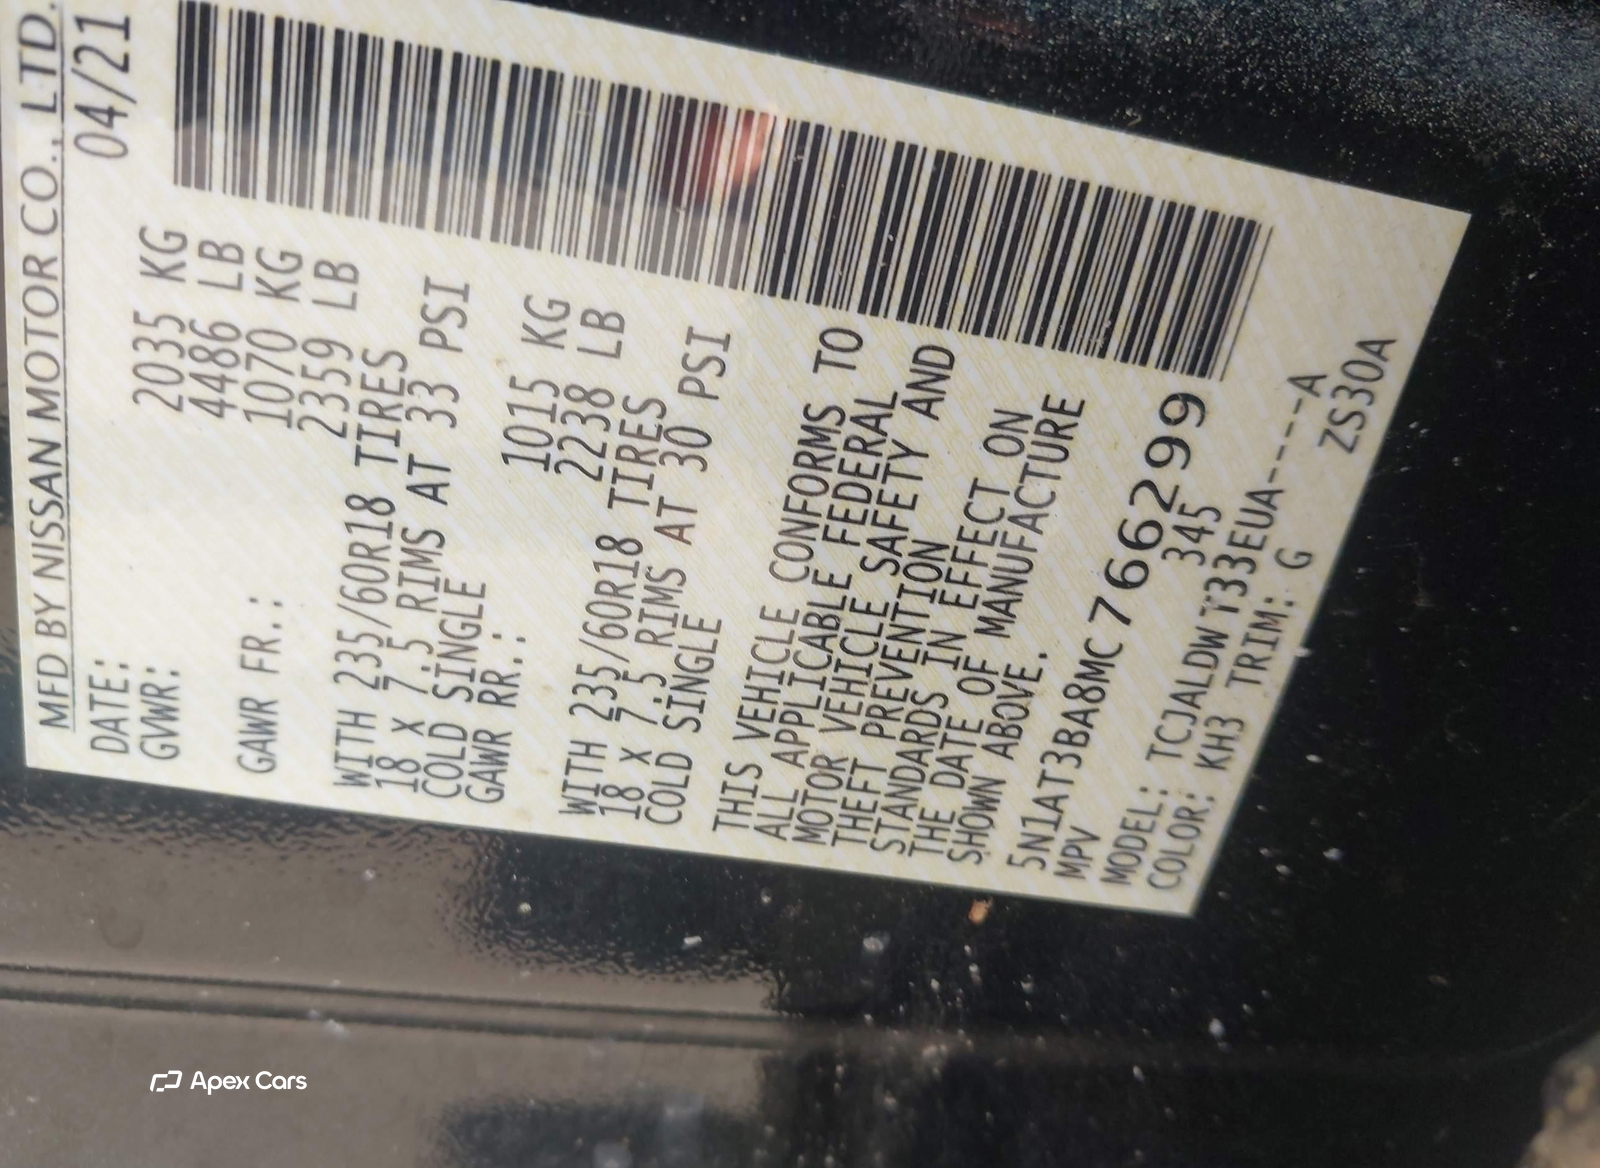 MFD BY NISSAN MOTOR CO., LTD.
DATE: 04/21
GVWR: 2035 KG
4486 LB
GAWR FR.: 1070 KG
2359 LB
WITH 235/60R18 TIRES
18 X 7.5 RIMS AT 33 PSI
COLD SINGLE
GAWR RR.: 1015 KG
2238 LB
WITH 235/60R18 TIRES
18 X 7.5 RIMS AT 30 PSI
COLD SINGLE
THIS VEHICLE CONFORMS TO
ALL APPLICABLE FEDERAL
MOTOR VEHICLE SAFETY AND
THEFT PREVENTION
STANDARDS IN EFFECT ON
THE DATE OF MANUFACTURE
SHOWN ABOVE.
5N1AT3BA8MC766299
MPV 345
MODEL: TCJALDW T33EUA-----A
COLOR: KH3 TRIM: G ZS30A
Apex Cars